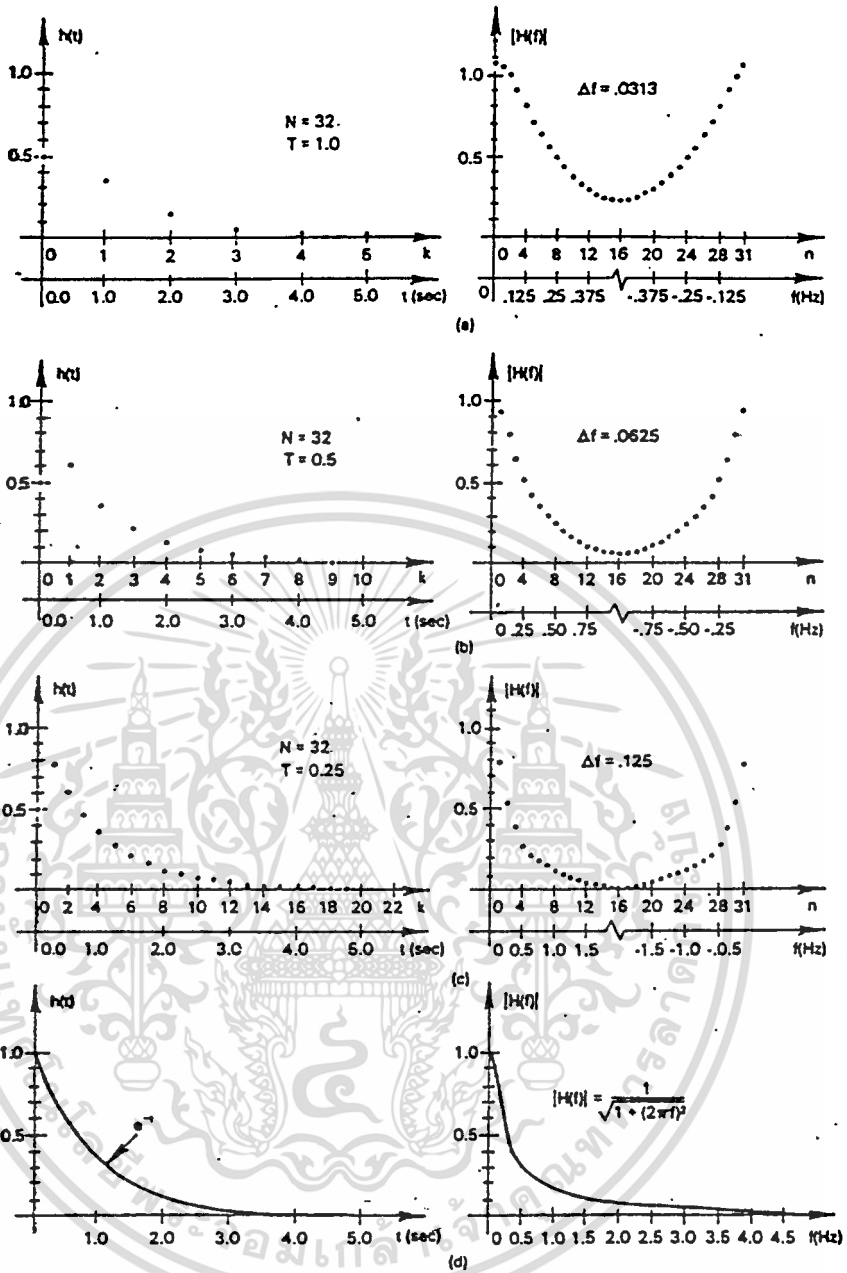 h(t)
1.0
0.5
N = 32
T = 1.0
0 1 2 3 4 5 k
0.0 1.0 2.0 3.0 4.0 5.0 t (sec)
|H(f)|
1.0
0.5
Δf = .0313
0 4 8 12 16 20 24 28 31 n
0 .125 .25 .375 -.375 -.25 -.125 f(Hz)
(a)
h(t)
1.0
0.5
N = 32
T = 0.5
0 1 2 3 4 5 6 7 8 9 10 k
0.0 1.0 2.0 3.0 4.0 5.0 t (sec)
|H(f)|
1.0
0.5
Δf = .0625
0 4 8 12 16 20 24 28 31 n
0 .25 .50 .75 -.75 -.50 -.25 f(Hz)
(b)
h(t)
1.0
0.5
N = 32
T = 0.25
0 2 4 6 8 10 12 14 16 18 20 22 k
0.0 1.0 2.0 3.0 4.0 5.0 t (sec)
|H(f)|
1.0
0.5
Δf = .125
0 4 8 12 16 20 24 28 31 n
0 0.5 1.0 1.5 -1.5 -1.0 -0.5 f(Hz)
(c)
h(t)
1.0
0.5
1.0 2.0 3.0 4.0 5.0 t (sec)
|H(f)|
1.0
0.5
|H(f)| = 1 / √1 + (2πf)²
0 0.5 1.0 1.5 2.0 2.5 3.0 3.5 4.0 4.5 f(Hz)
(d)